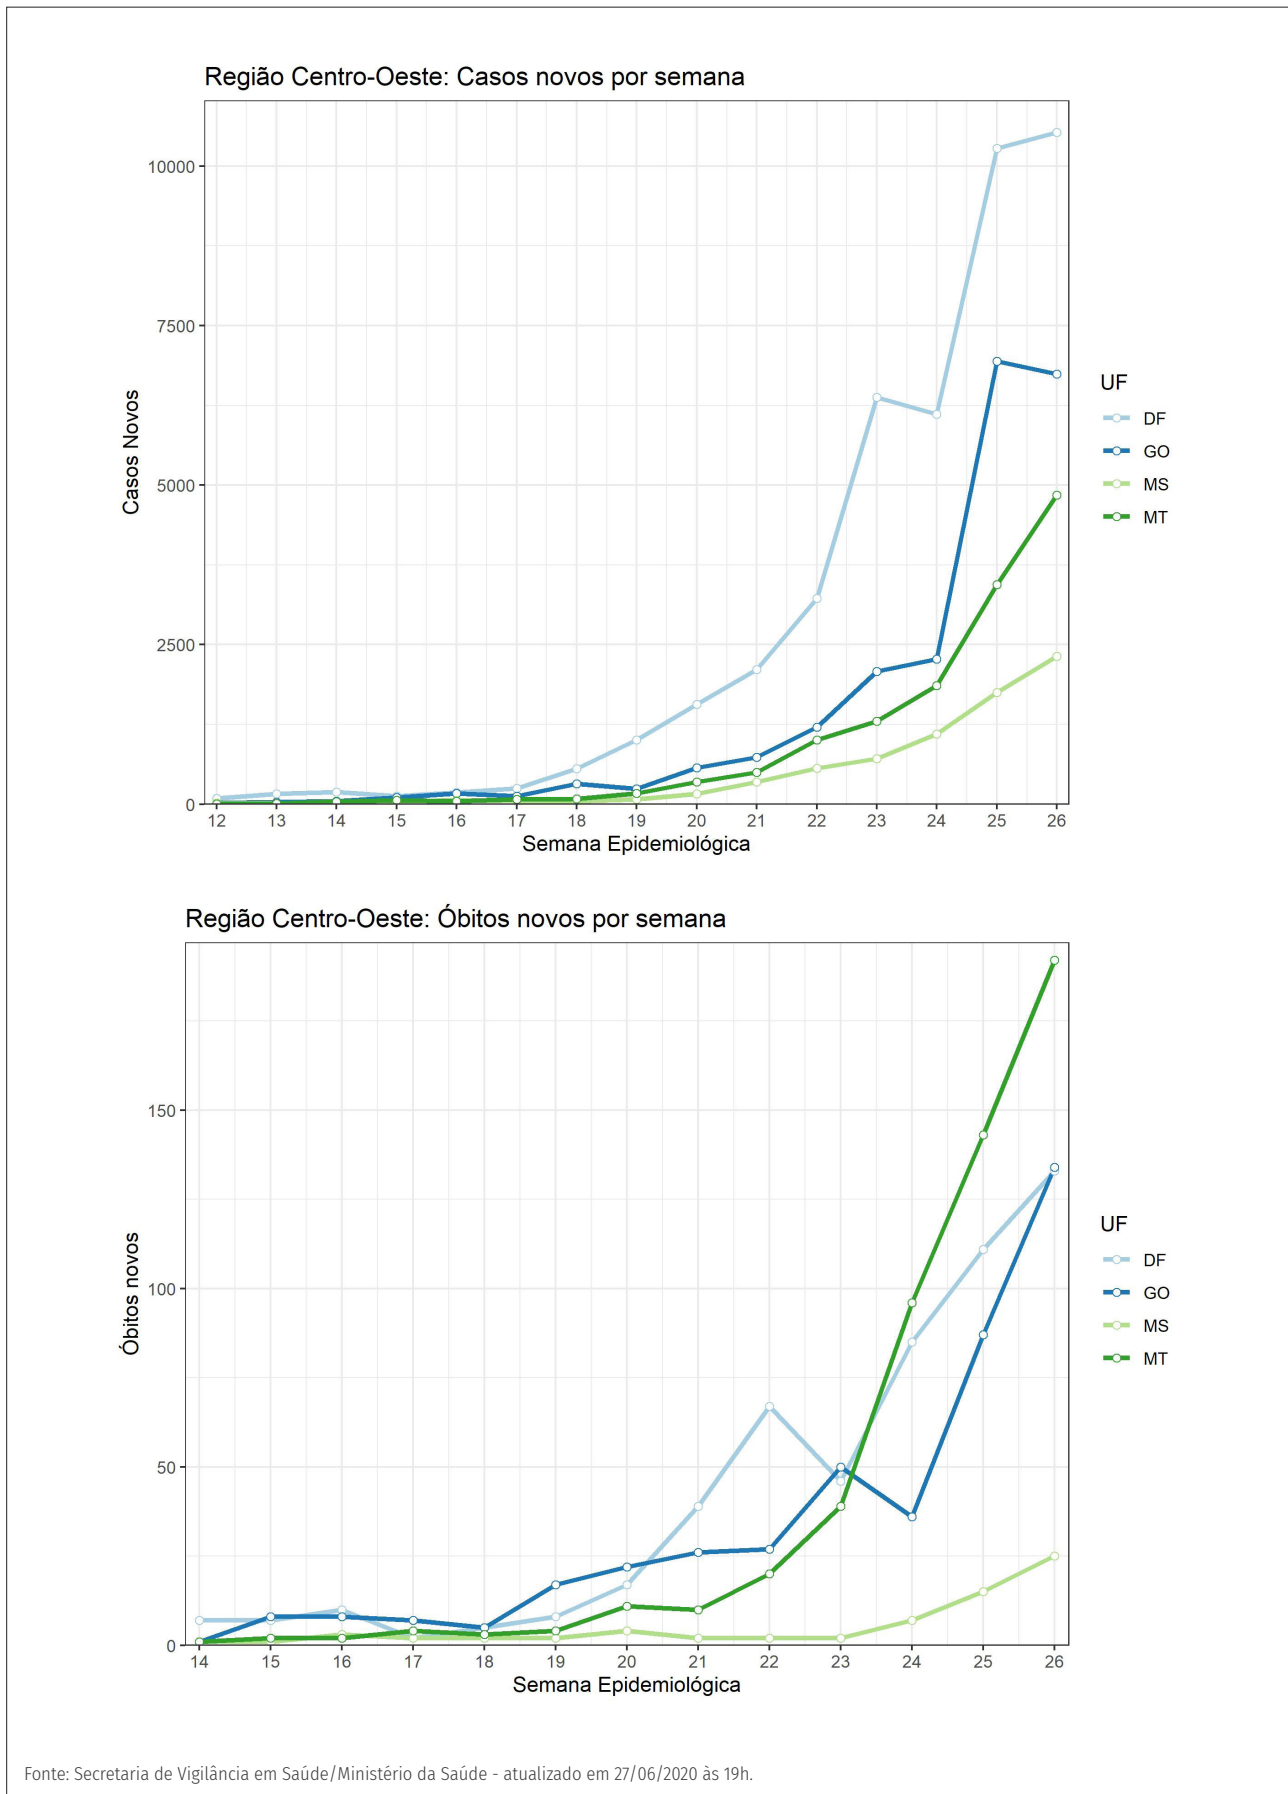 Região Centro-Oeste: Casos novos por semana
10000
7500
5000
2500
0
Casos Novos
12 13 14 15 16 17 18 19 20 21 22 23 24 25 26
Semana Epidemiológica
UF
DF
GO
MS
MT
Região Centro-Oeste: Óbitos novos por semana
150
100
50
0
Óbitos novos
14 15 16 17 18 19 20 21 22 23 24 25 26
Semana Epidemiológica
UF
DF
GO
MS
MT
Fonte: Secretaria de Vigilância em Saúde/Ministério da Saúde - atualizado em 27/06/2020 às 19h.